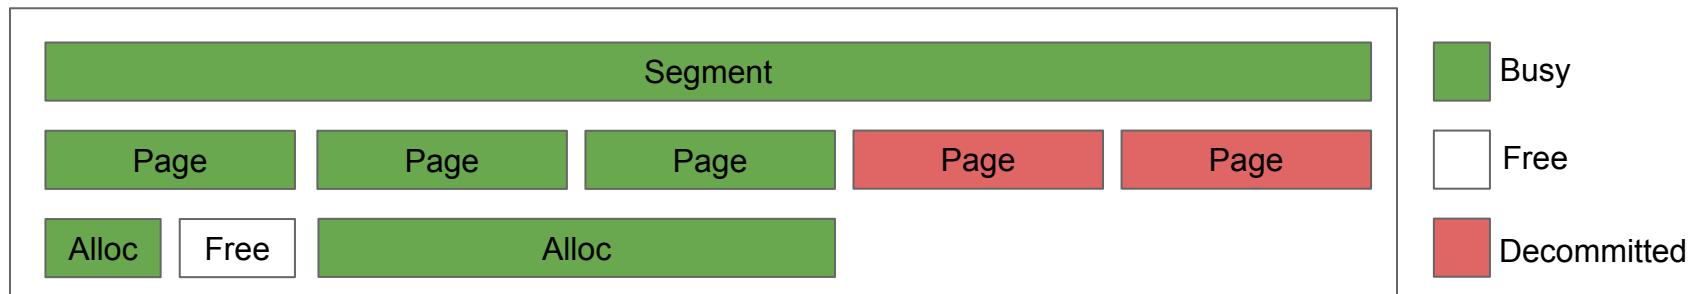 Segment
Busy
Page Page Page Page Page
Free
Alloc Free Alloc
Decommitted